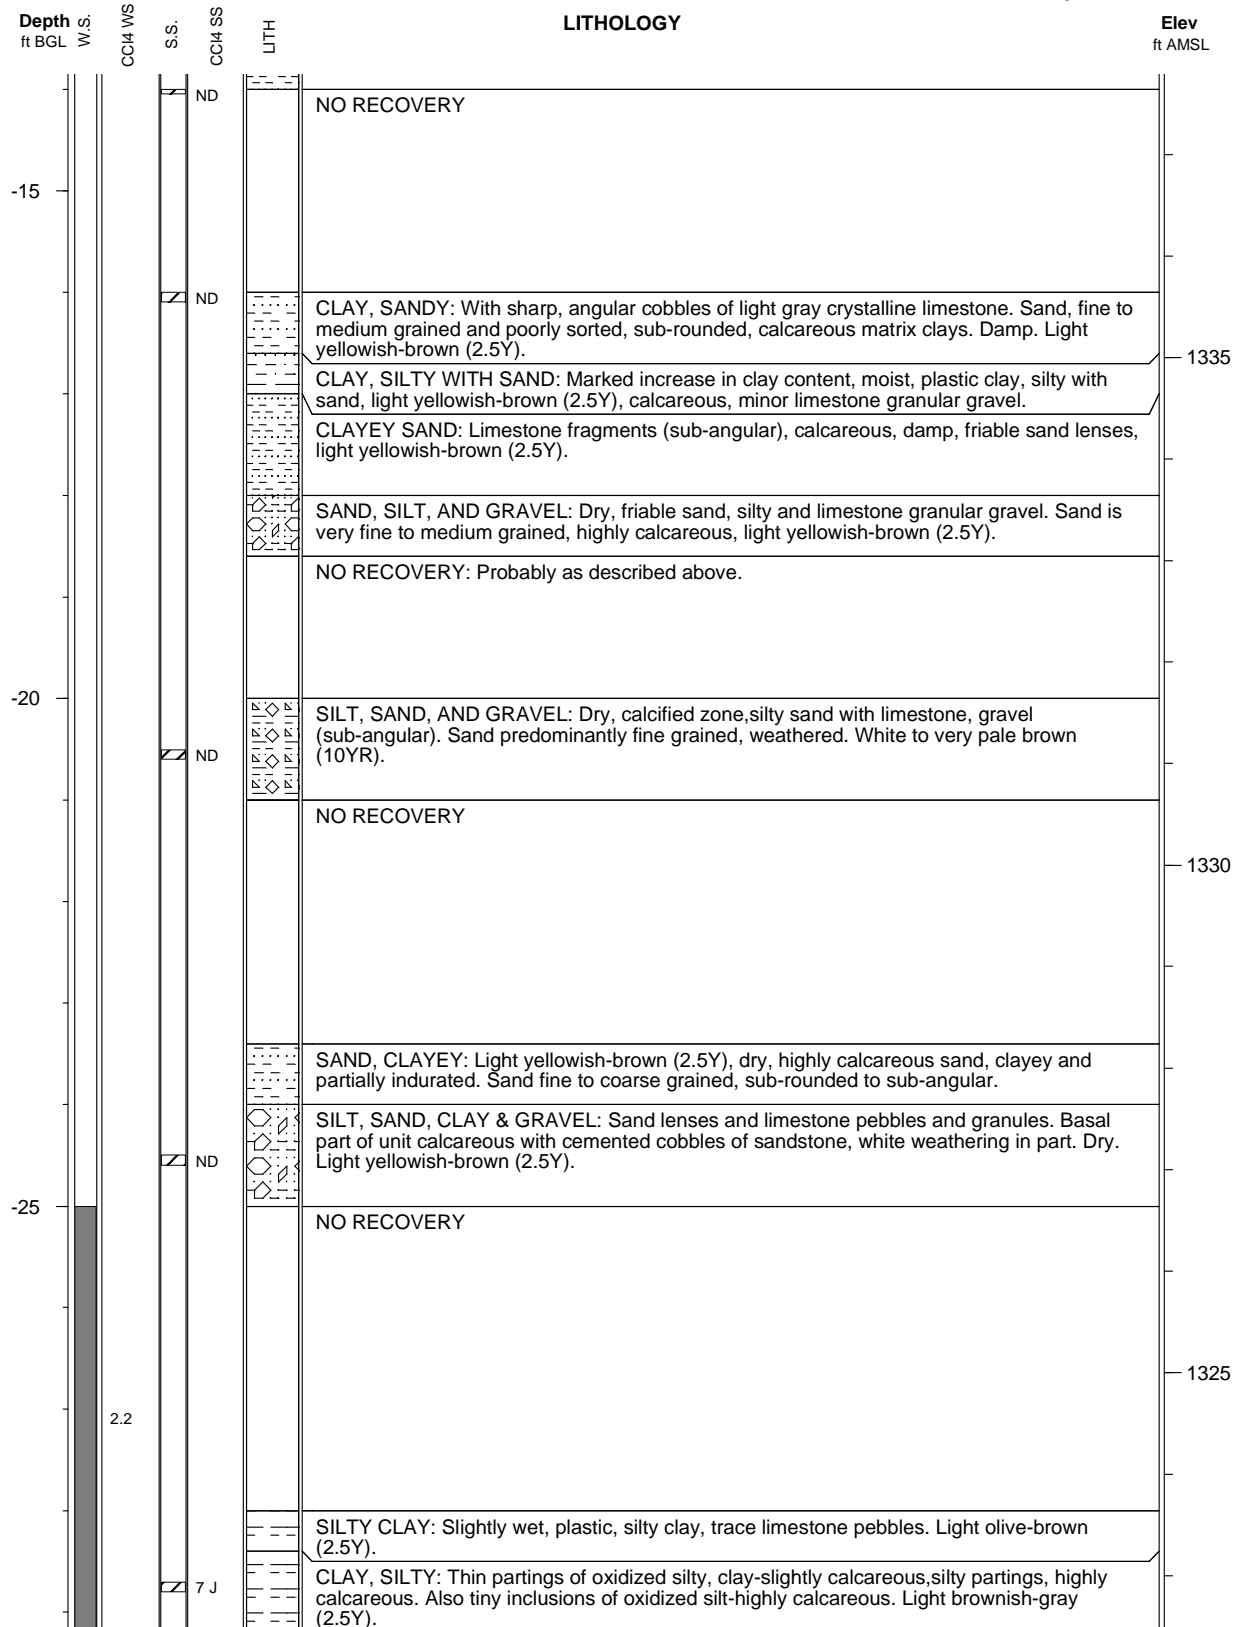 Depth
ft BGL
W.S.
CCl4 WS
S.S.
CCl4 SS
LITH
LITHOLOGY
Elev
ft AMSL
ND
NO RECOVERY
-15
ND
CLAY, SANDY: With sharp, angular cobbles of light gray crystalline limestone. Sand, fine to
medium grained and poorly sorted, sub-rounded, calcareous matrix clays. Damp. Light
yellowish-brown (2.5Y).
1335
CLAY, SILTY WITH SAND: Marked increase in clay content, moist, plastic clay, silty with
sand, light yellowish-brown (2.5Y), calcareous, minor limestone granular gravel.
CLAYEY SAND: Limestone fragments (sub-angular), calcareous, damp, friable sand lenses,
light yellowish-brown (2.5Y).
SAND, SILT, AND GRAVEL: Dry, friable sand, silty and limestone granular gravel. Sand is
very fine to medium grained, highly calcareous, light yellowish-brown (2.5Y).
NO RECOVERY: Probably as described above.
-20
SILT, SAND, AND GRAVEL: Dry, calcified zone,silty sand with limestone, gravel
(sub-angular). Sand predominantly fine grained, weathered. White to very pale brown
(10YR).
ND
NO RECOVERY
1330
SAND, CLAYEY: Light yellowish-brown (2.5Y), dry, highly calcareous sand, clayey and
partially indurated. Sand fine to coarse grained, sub-rounded to sub-angular.
SILT, SAND, CLAY & GRAVEL: Sand lenses and limestone pebbles and granules. Basal
part of unit calcareous with cemented cobbles of sandstone, white weathering in part. Dry.
Light yellowish-brown (2.5Y).
ND
-25
NO RECOVERY
1325
2.2
SILTY CLAY: Slightly wet, plastic, silty clay, trace limestone pebbles. Light olive-brown
(2.5Y).
CLAY, SILTY: Thin partings of oxidized silty, clay-slightly calcareous,silty partings, highly
calcareous. Also tiny inclusions of oxidized silt-highly calcareous. Light brownish-gray
(2.5Y).
7 J